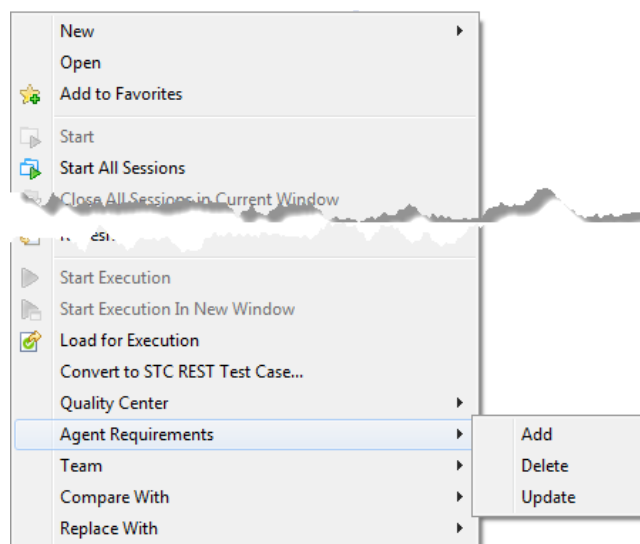 New
Open
Add to Favorites
Start
Start All Sessions
Close All Sessions in Current Window
Start Execution
Start Execution In New Window
Load for Execution
Convert to STC REST Test Case...
Quality Center
Agent Requirements
Add
Team
Delete
Compare With
Update
Replace With